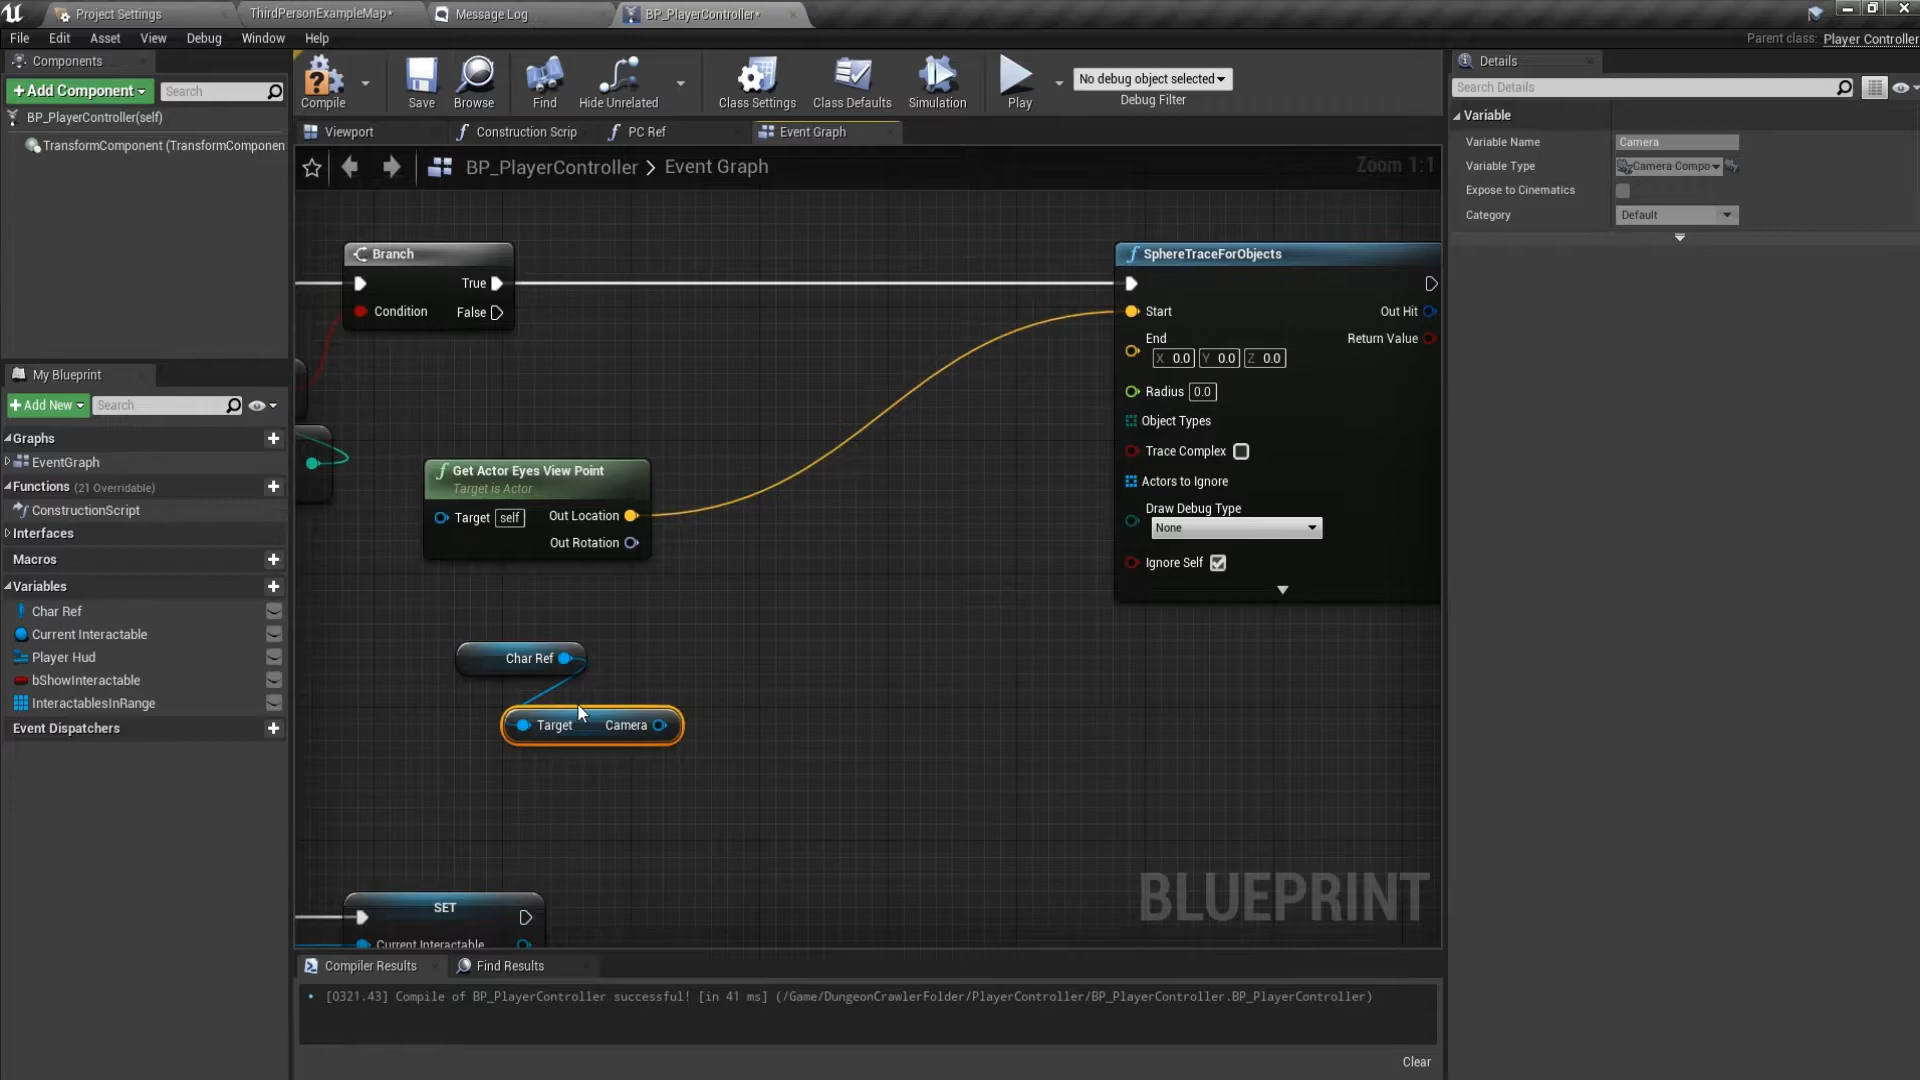 Project Settings
ThirdPersonExampleMap*
Message Log
BP_PlayerController*
File Edit Asset View Debug Window Help
Parent class: Player Controller
Components
+Add Component
Search
BP_PlayerController(self)
TransformComponent (TransformComponen
Compile
Save
Browse
Find
Hide Unrelated
Class Settings
Class Defaults
Simulation
Play
No debug object selected
Debug Filter
Viewport
Construction Scrip
PC Ref
Event Graph
BP_PlayerController > Event Graph
Zoom 1:1
Branch
True
Condition
False
SphereTraceForObjects
Start
Out Hit
End
X 0.0 Y 0.0 Z 0.0
Return Value
Radius 0.0
Object Types
Trace Complex
Actors to Ignore
Draw Debug Type
None
Ignore Self
Get Actor Eyes View Point
Target is Actor
Target self
Out Location
Out Rotation
Char Ref
Target
Camera
SET
Current Interactable
BLUEPRINT
My Blueprint
+Add New
Search
Graphs
EventGraph
Functions (21 Overridable)
ConstructionScript
Interfaces
Macros
Variables
Char Ref
Current Interactable
Player Hud
bShowInteractable
InteractablesInRange
Event Dispatchers
Compiler Results
Find Results
[0321.43] Compile of BP_PlayerController successful! [in 41 ms] (/Game/DungeonCrawlerFolder/PlayerController/BP_PlayerController.BP_PlayerController)
Clear
Details
Search Details
Variable
Variable Name
Camera
Variable Type
Camera Compo
Expose to Cinematics
Category
Default